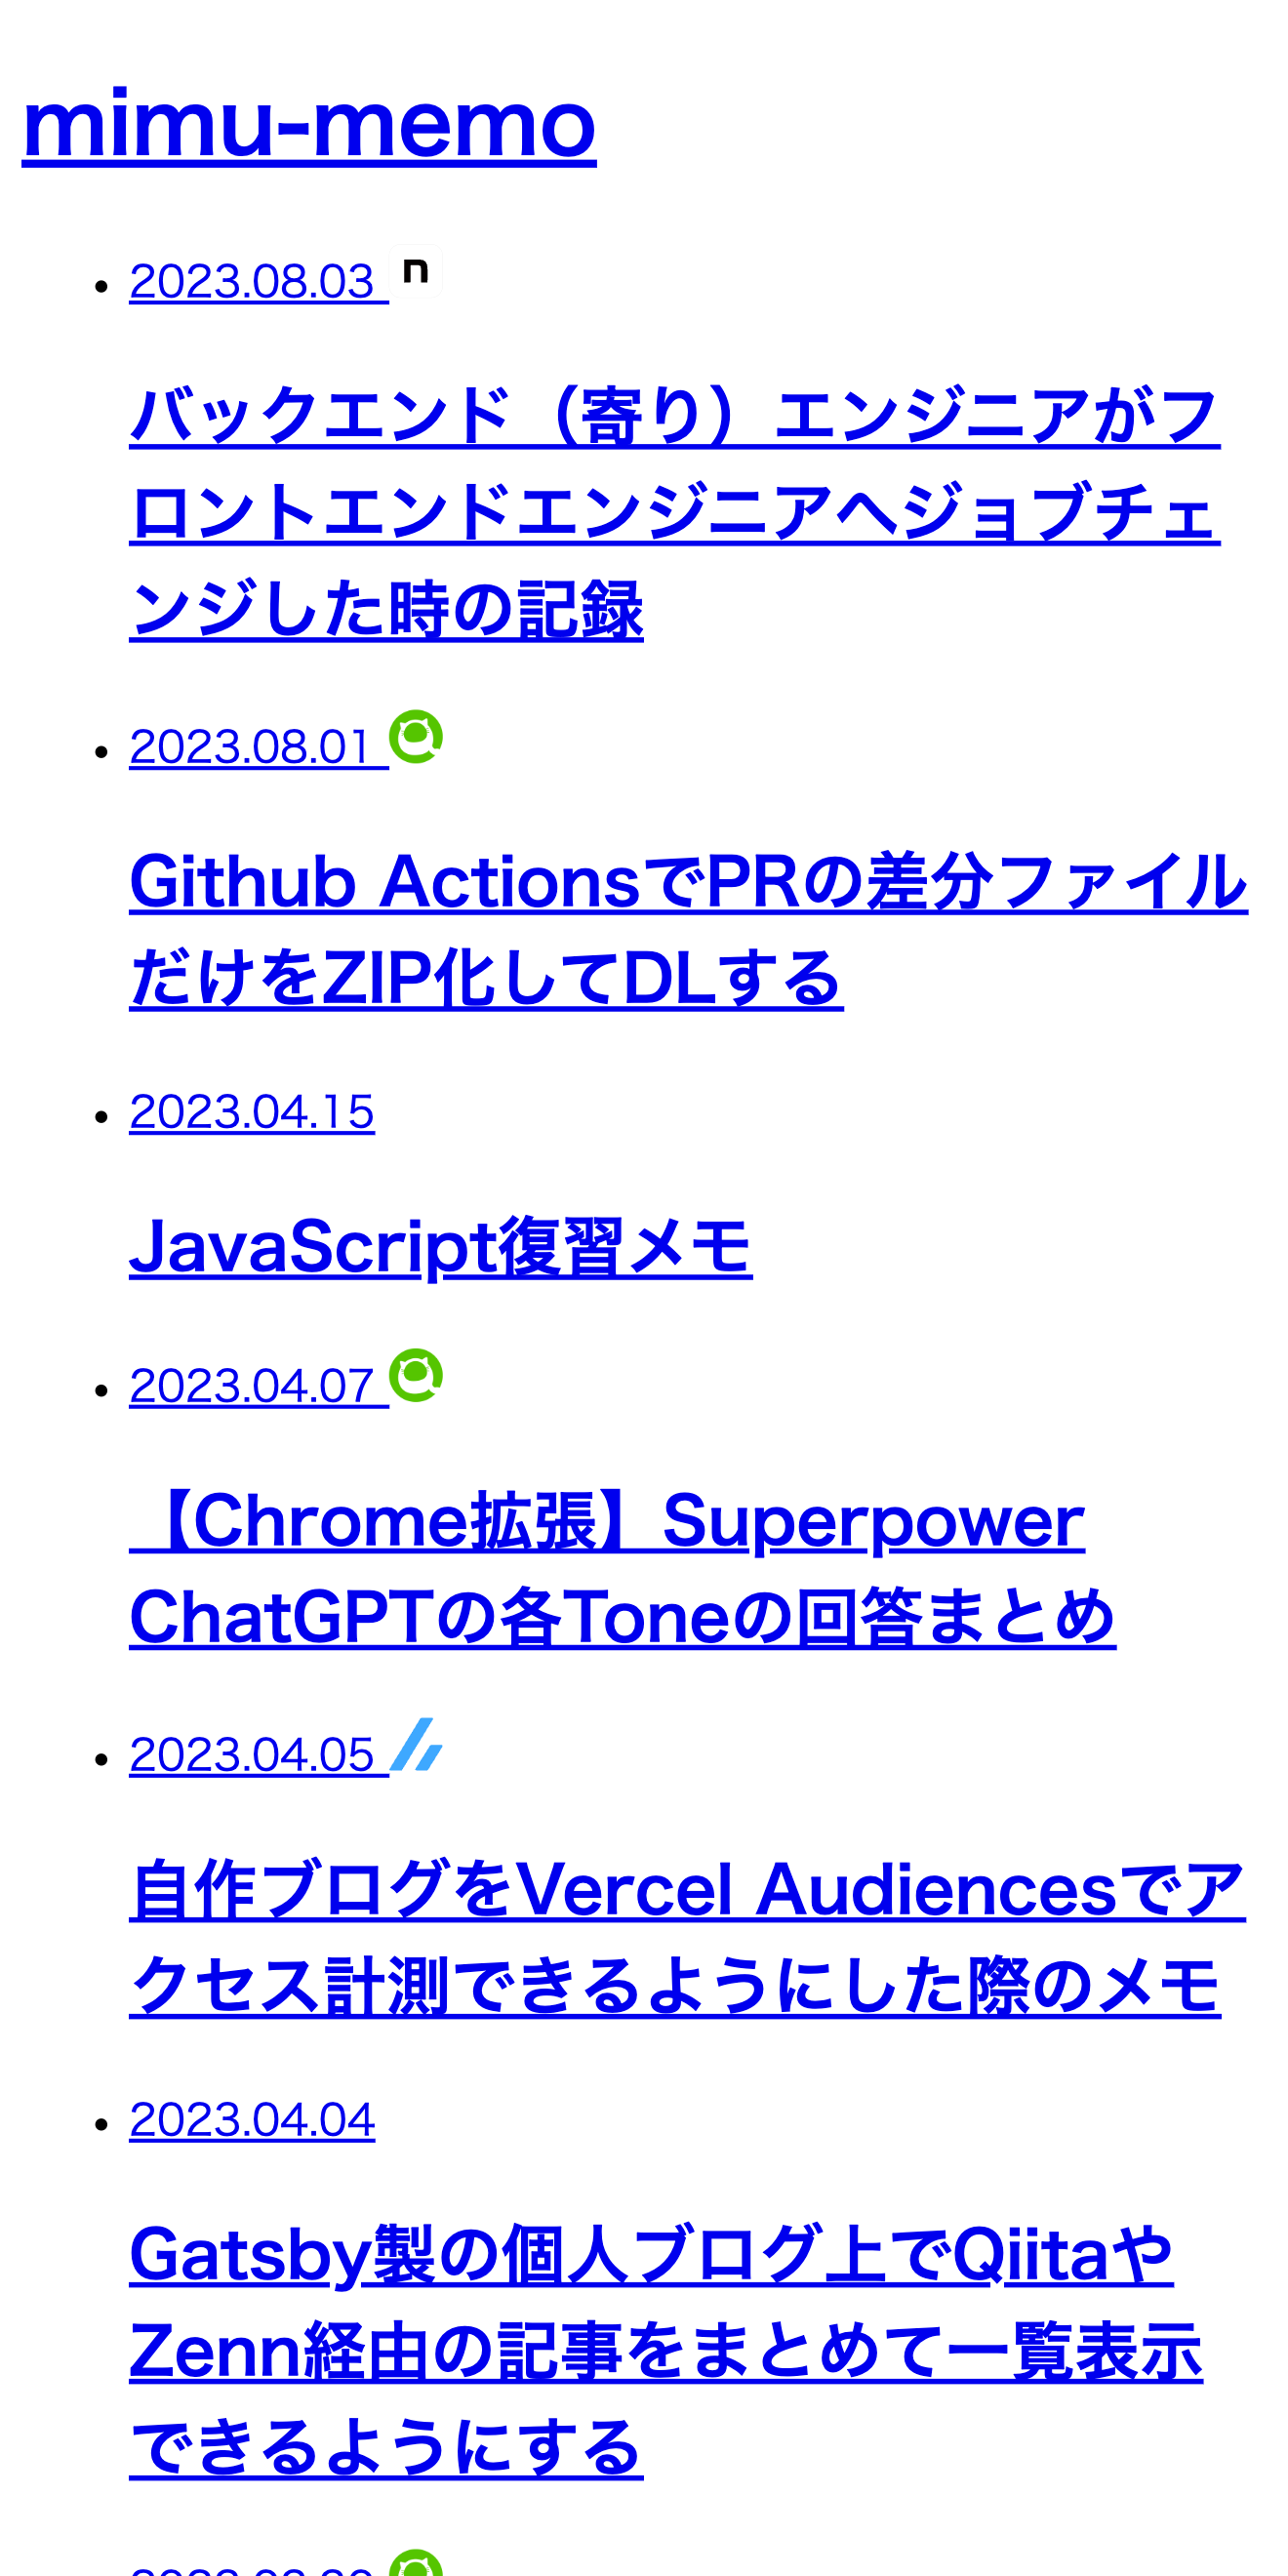 mimu-memo
2023.08.03 n
バックエンド（寄り）エンジニアがフ
ロントエンドエンジニアへジョブチェ
ンジした時の記録
2023.08.01
Github ActionsでPRの差分ファイル
だけをZIP化してDLする
2023.04.15
JavaScript復習メモ
2023.04.07
【Chrome拡張】Superpower
ChatGPTの各Toneの回答まとめ
2023.04.05
自作ブログをVercel Audiencesでア
クセス計測できるようにした際のメモ
2023.04.04
Gatsby製の個人ブログ上でQiitaや
Zenn経由の記事をまとめて一覧表示
できるようにする